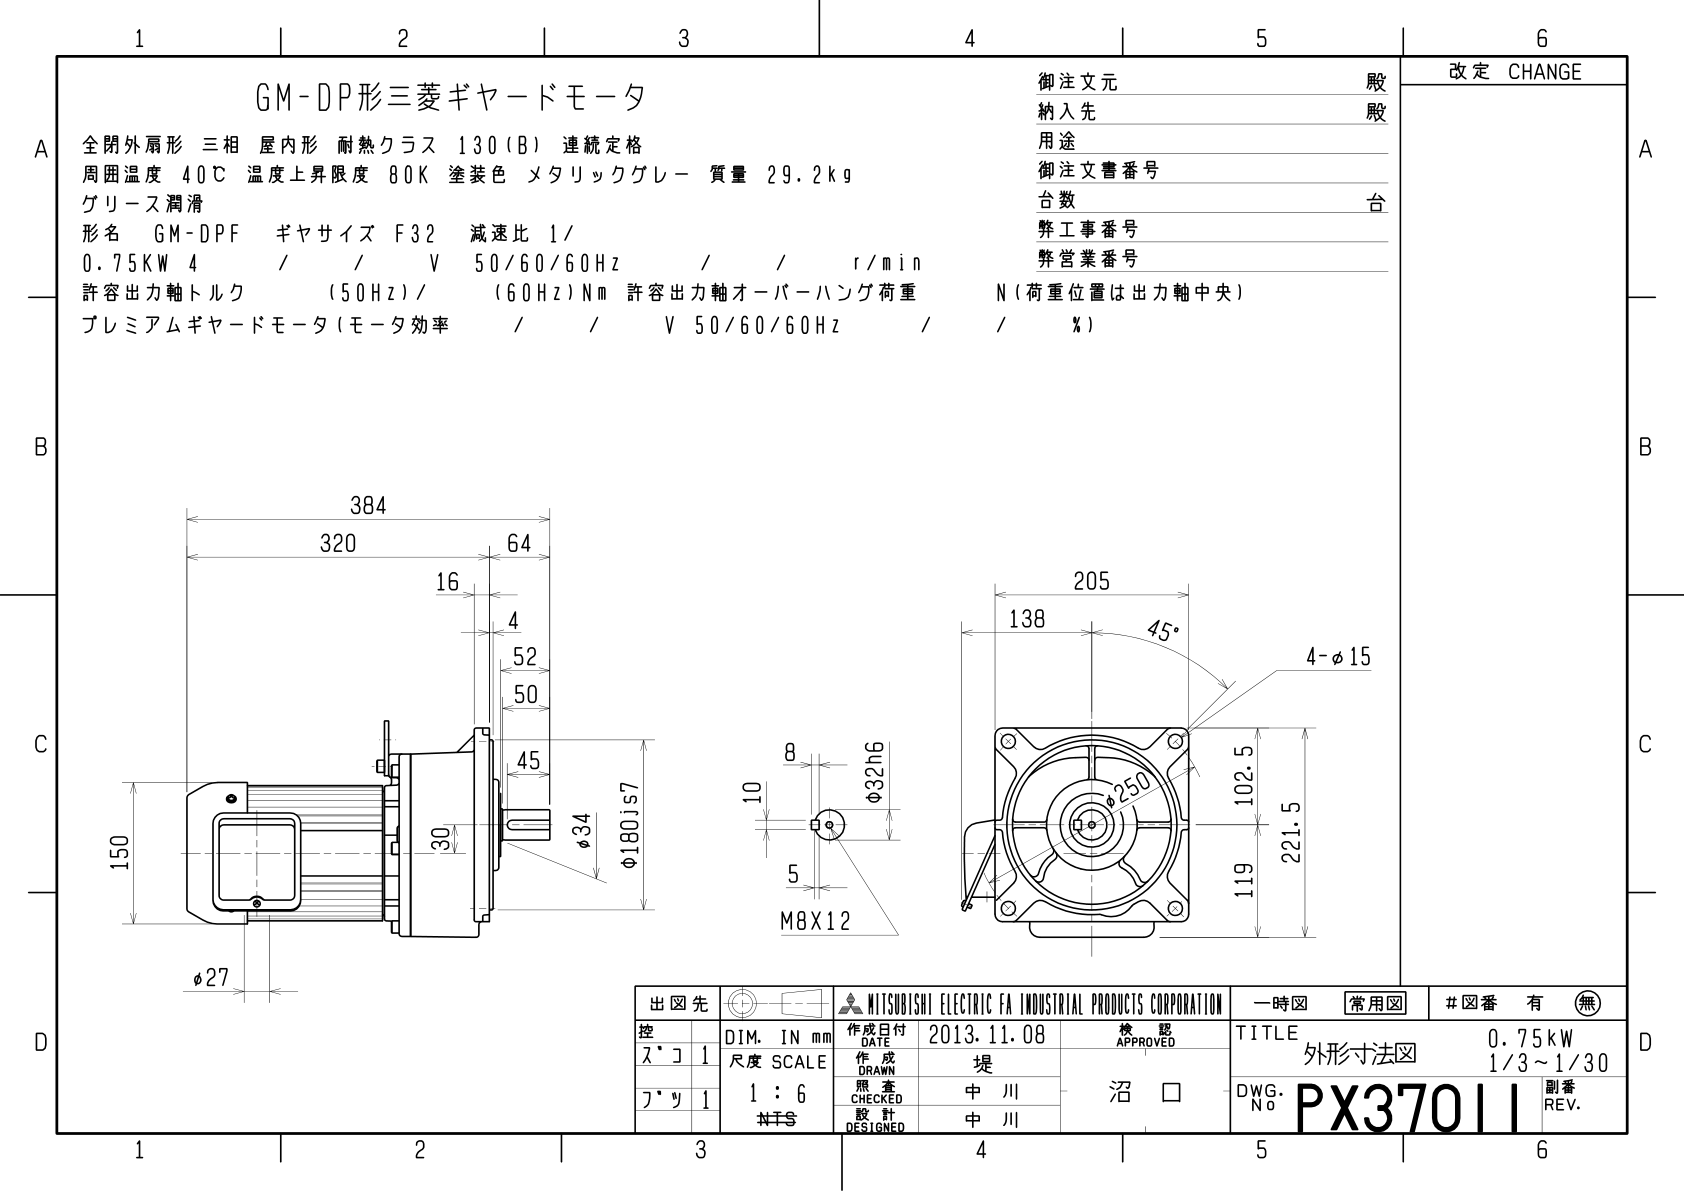 1 2 3 4 5 6
改定 CHANGE
GM-DP形三菱ギヤードモータ
全閉外扇形 三相 屋内形 耐熱クラス 130(B) 連続定格
周囲温度 40℃ 温度上昇限度 80K 塗装色 メタリックグレー 質量 29.2kg
グリース潤滑
形名 GM-DPF ギヤサイズ F32 減速比 1/
0.75KW 4 / / V 50/60/60Hz / / r/min
許容出力軸トルク (50Hz)/ (60Hz)Nm 許容出力軸オーバーハング荷重 N(荷重位置は出力軸中央)
プレミアムギヤードモータ(モータ効率 / / V 50/60/60Hz / / %)
御注文元 殿
納入先 殿
用途
御注文書番号
台数 台
弊工事番号
弊営業番号
A A
B B
C C
D D
384
320 64
16
4
52
50
45
30
150
φ27
φ34
φ180js7
8
10
φ32h6
5
M8X12
205
138
45°
4-φ15
φ250
102.5
119
221.5
出図先
控
ズコ 1
ブツ 1
DIM. IN mm
尺度 SCALE
1 : 6
NTS
MITSUBISHI ELECTRIC FA INDUSTRIAL PRODUCTS CORPORATION
作成日付 DATE 2013.11.08
作成 DRAWN 堤
照査 CHECKED 中川
設計 DESIGNED 中川
検認 APPROVED
沼口
一時図 常用図 #図番 有 無
TITLE
外形寸法図
0.75kW
1/3~1/30
DWG. No PX37011
副番 REV.
1 2 3 4 5 6